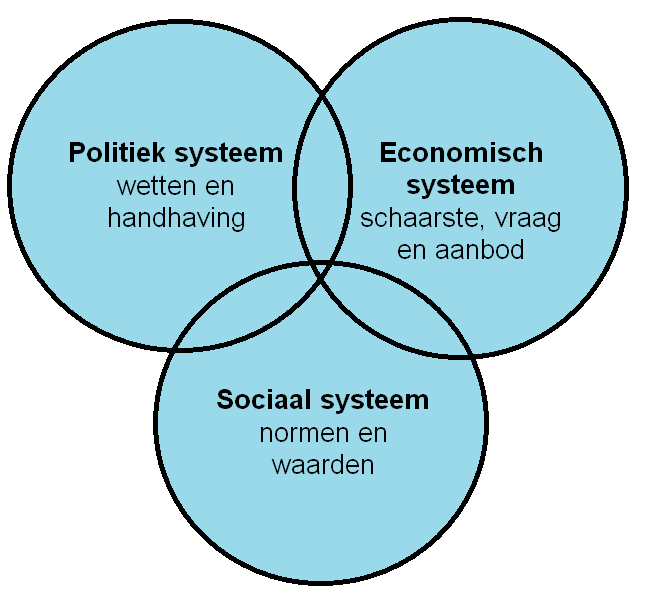 Politiek systeem
wetten en
handhaving
Economisch
systeem
schaarste, vraag
en aanbod
Sociaal systeem
normen en
waarden